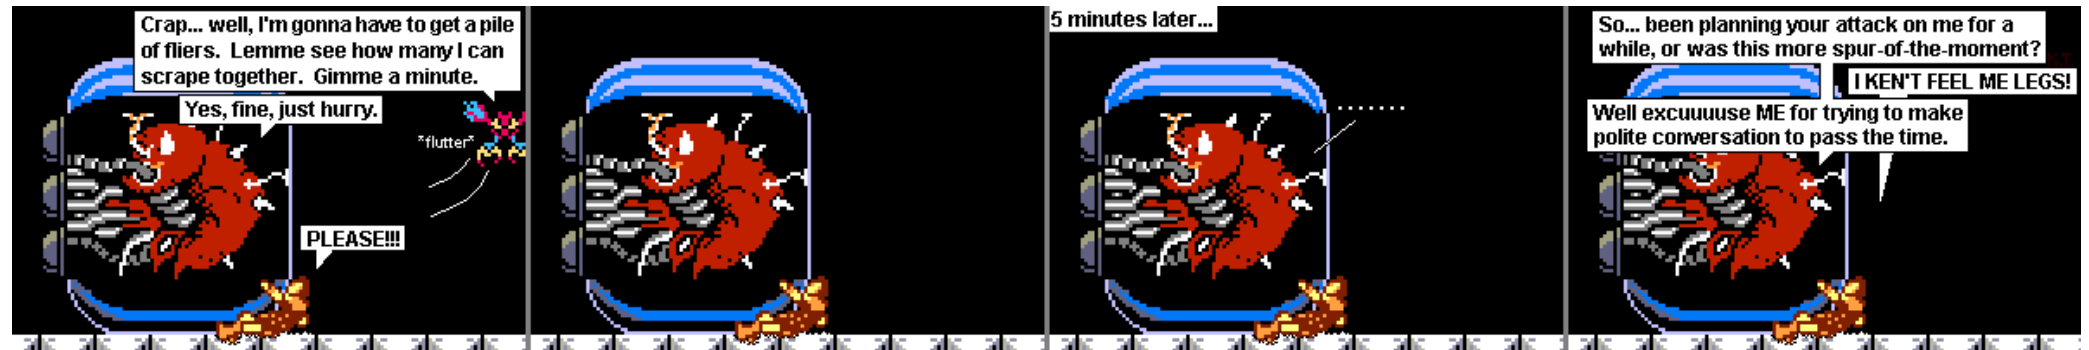 Crap... well, I'm gonna have to get a pile
of fliers. Lemme see how many I can
scrape together. Gimme a minute.
Yes, fine, just hurry.
*flutter*
PLEASE!!!
5 minutes later...
.......
So... been planning your attack on me for a
while, or was this more spur-of-the-moment?
I KEN'T FEEL ME LEGS!
Well excuuuuse ME for trying to make
polite conversation to pass the time.